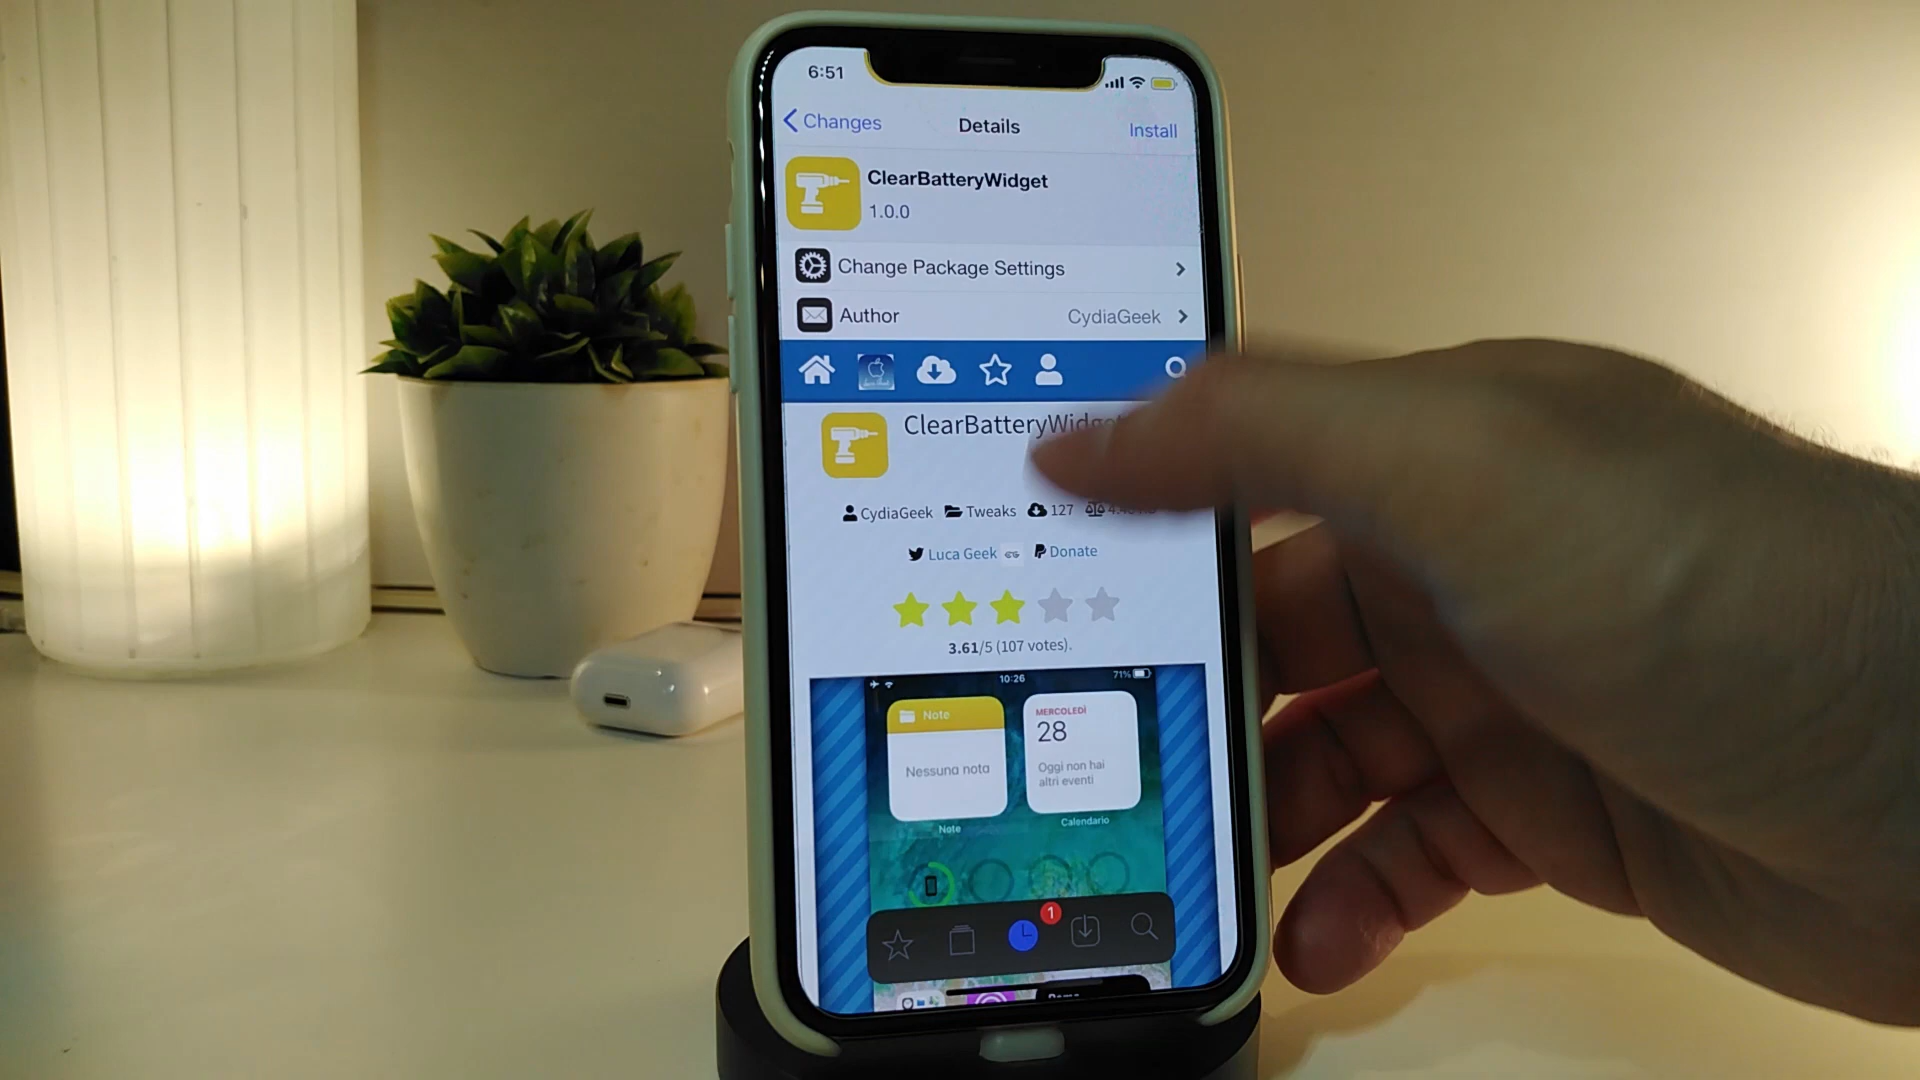 6:51
Changes Details Install
ClearBatteryWidget
1.0.0
Change Package Settings
Author CydiaGeek
ClearBatteryWidget
CydiaGeek Tweaks 127
Luca Geek Donate
3.61/5 (107 votes).
10:26 71%
Note
MERCOLEDÌ
28
Nessuna nota
Oggi non hai
altri eventi
Note Calendario
1